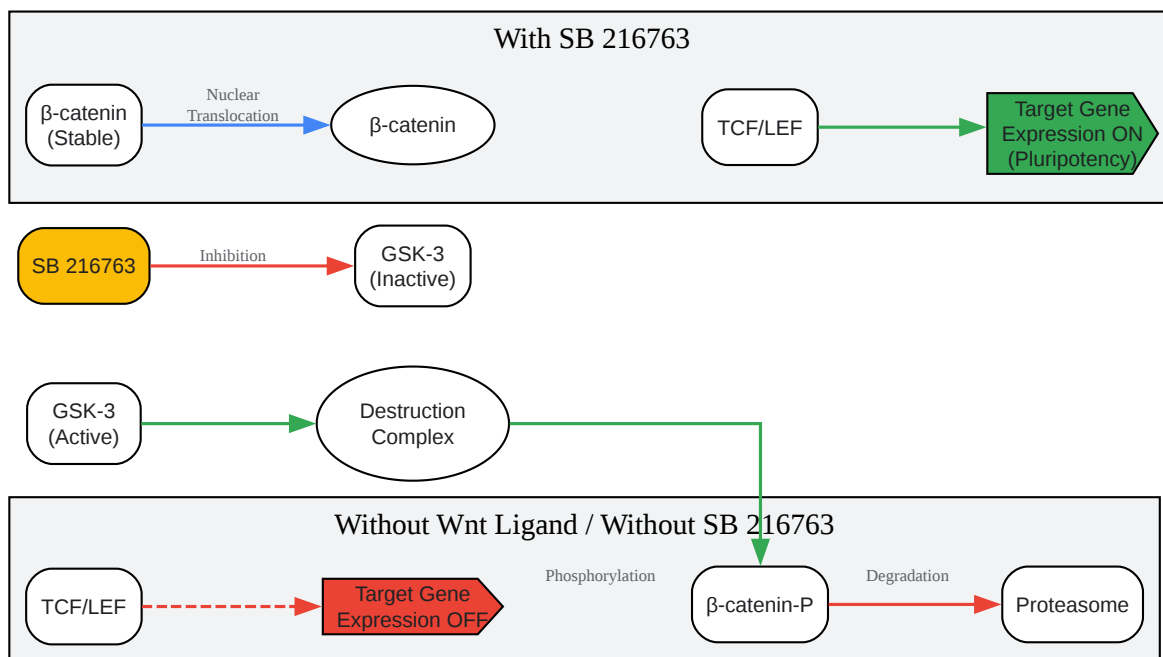 With SB 216763
β-catenin
(Stable)
Nuclear
Translocation
β-catenin
TCF/LEF
Target Gene
Expression ON
(Pluripotency)
SB 216763
Inhibition
GSK-3
(Inactive)
GSK-3
(Active)
Destruction
Complex
Without Wnt Ligand / Without SB 216763
TCF/LEF
Target Gene
Expression OFF
Phosphorylation
β-catenin-P
Degradation
Proteasome